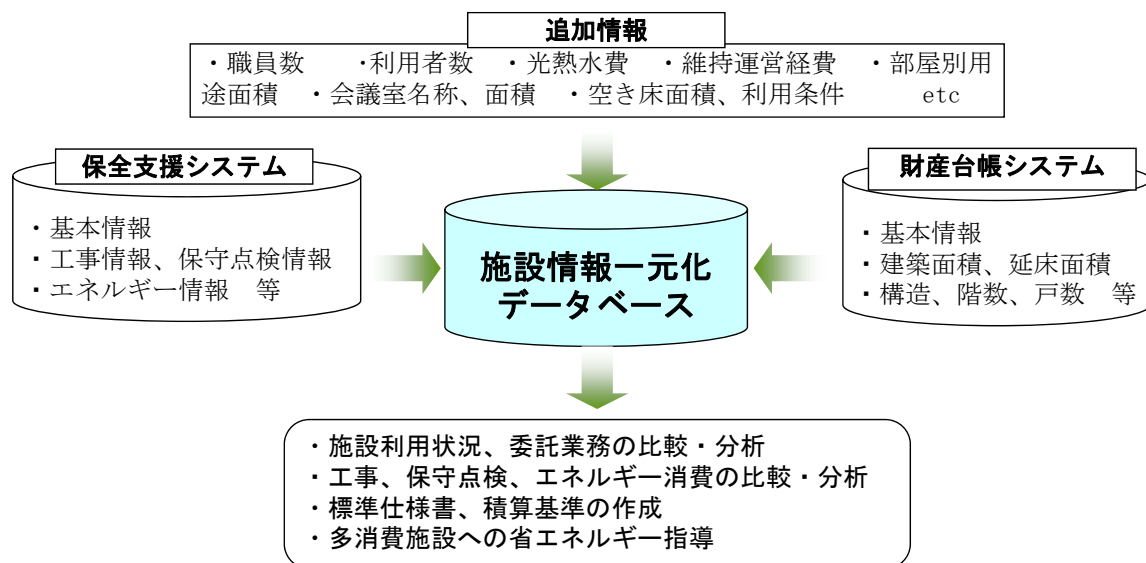 追加情報
・職員数　・利用者数　・光熱水費　・維持運営経費　・部屋別用
途面積　・会議室名称、面積　・空き床面積、利用条件　etc
保全支援システム
・基本情報
・工事情報、保守点検情報
・エネルギー情報　等
施設情報一元化
データベース
財産台帳システム
・基本情報
・建築面積、延床面積
・構造、階数、戸数　等
・施設利用状況、委託業務の比較・分析
・工事、保守点検、エネルギー消費の比較・分析
・標準仕様書、積算基準の作成
・多消費施設への省エネルギー指導